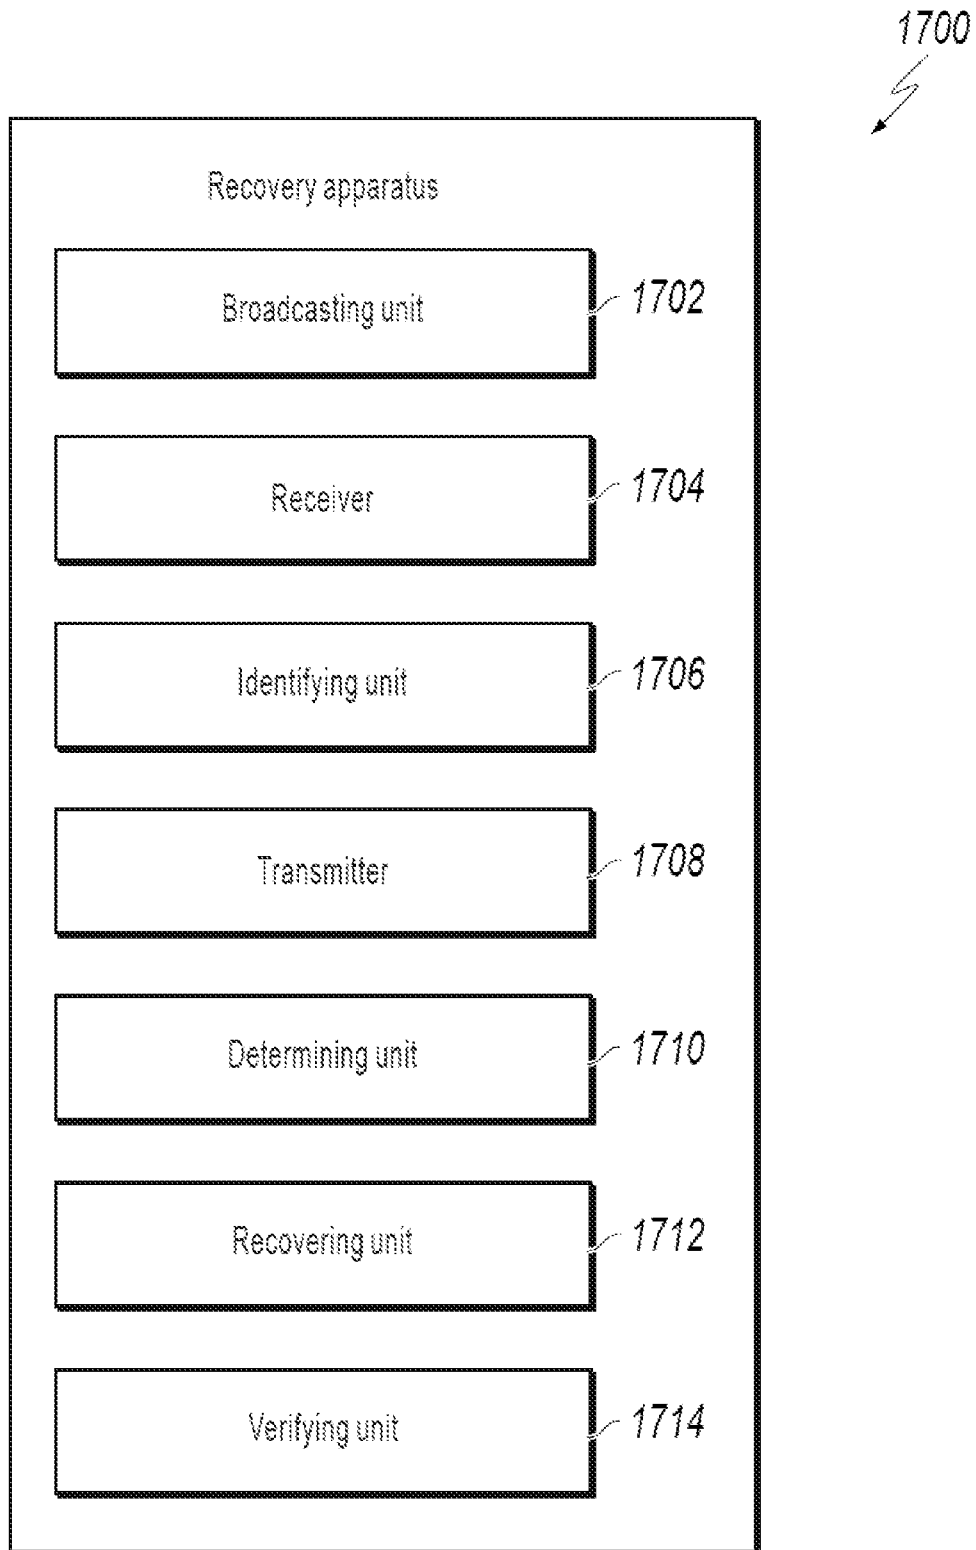 1700
Recovery apparatus
Broadcasting unit 1702
Receiver 1704
Identifying unit 1706
Transmitter 1708
Determining unit 1710
Recovering unit 1712
Verifying unit 1714